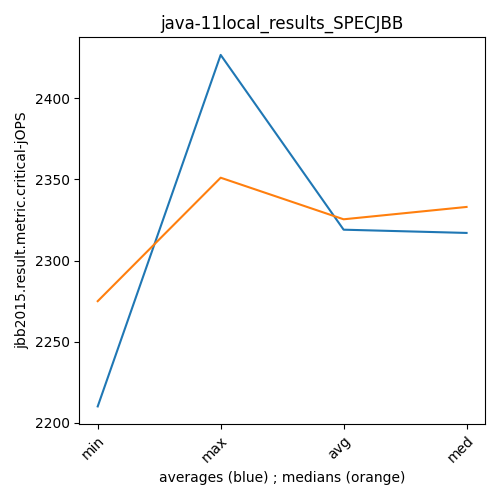 java-11local_results_SPECJBB
jbb2015.result.metric.critical-jOPS
2400
2350
2300
2250
2200
min
max
avg
med
averages (blue) ; medians (orange)